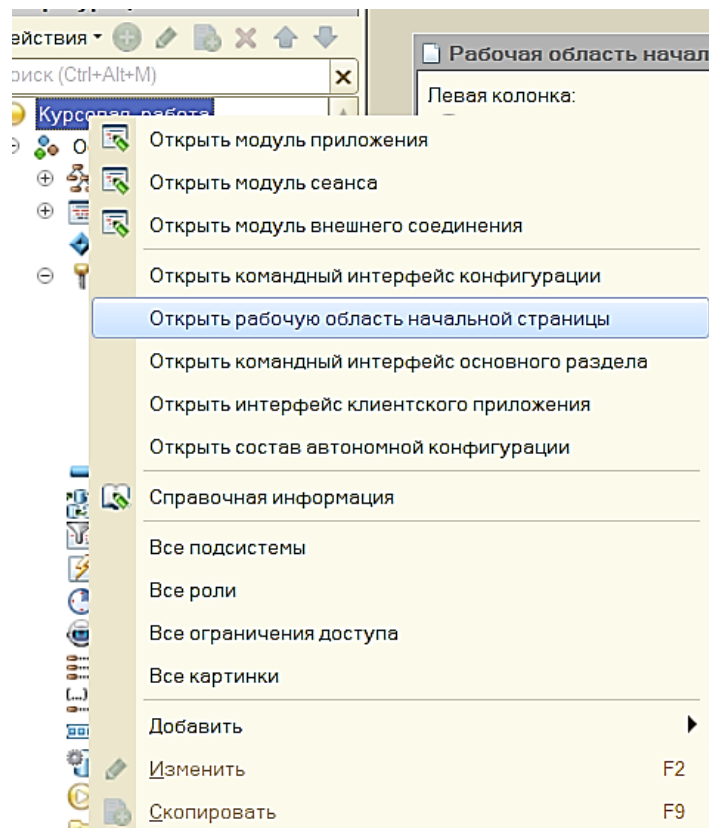 ействия
оиск (Ctrl+Alt+M)
Рабочая область начал
Левая колонка:
Курсовая работа
О
Открыть модуль приложения
Открыть модуль сеанса
Открыть модуль внешнего соединения
Открыть командный интерфейс конфигурации
Открыть рабочую область начальной страницы
Открыть командный интерфейс основного раздела
Открыть интерфейс клиентского приложения
Открыть состав автономной конфигурации
Справочная информация
Все подсистемы
Все роли
Все ограничения доступа
Все картинки
Добавить
Изменить F2
Скопировать F9